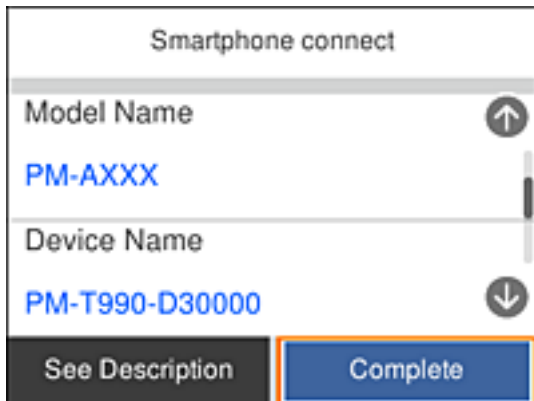 Smartphone connect
Model Name
PM-AXXX
Device Name
PM-T990-D30000
See Description
Complete